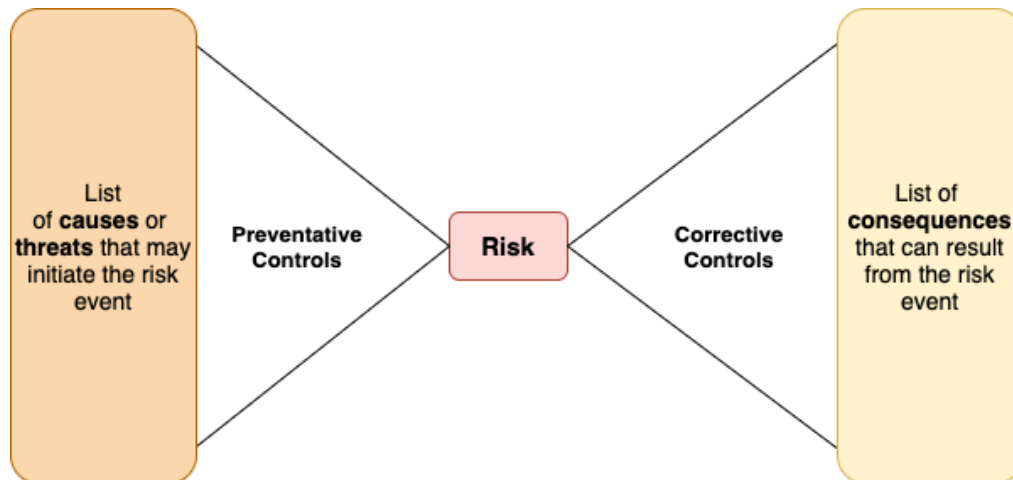 List
of causes or
threats that may
initiate the risk
event
Preventative
Controls
Risk
Corrective
Controls
List of
consequences
that can result
from the risk
event